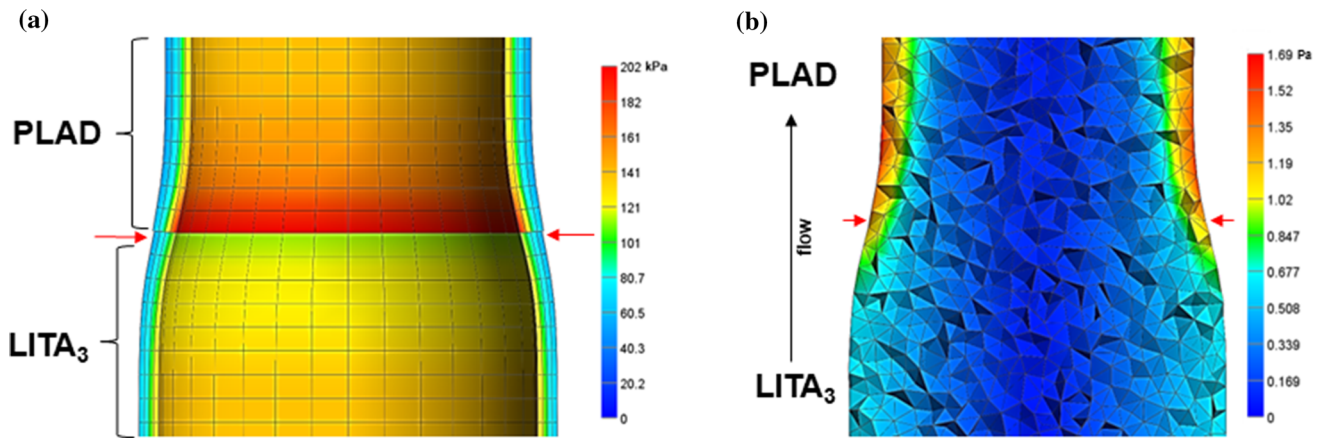 (a)
PLAD
LITA₃
202 kPa
182
161
141
121
101
80.7
60.5
40.3
20.2
0
(b)
PLAD
flow
LITA₃
1.69 Pa
1.52
1.35
1.19
1.02
0.847
0.677
0.508
0.339
0.169
0